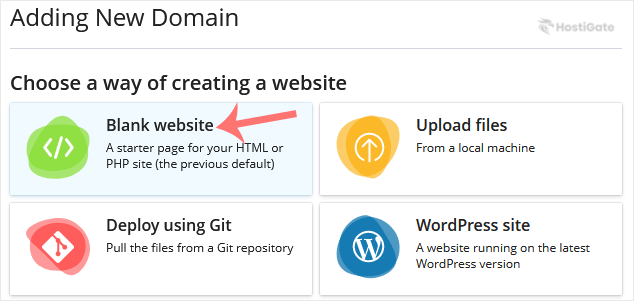 Adding New Domain
HostiGate
Choose a way of creating a website
Blank website
A starter page for your HTML or
PHP site (the previous default)
Upload files
From a local machine
Deploy using Git
Pull the files from a Git repository
WordPress site
A website running on the latest
WordPress version